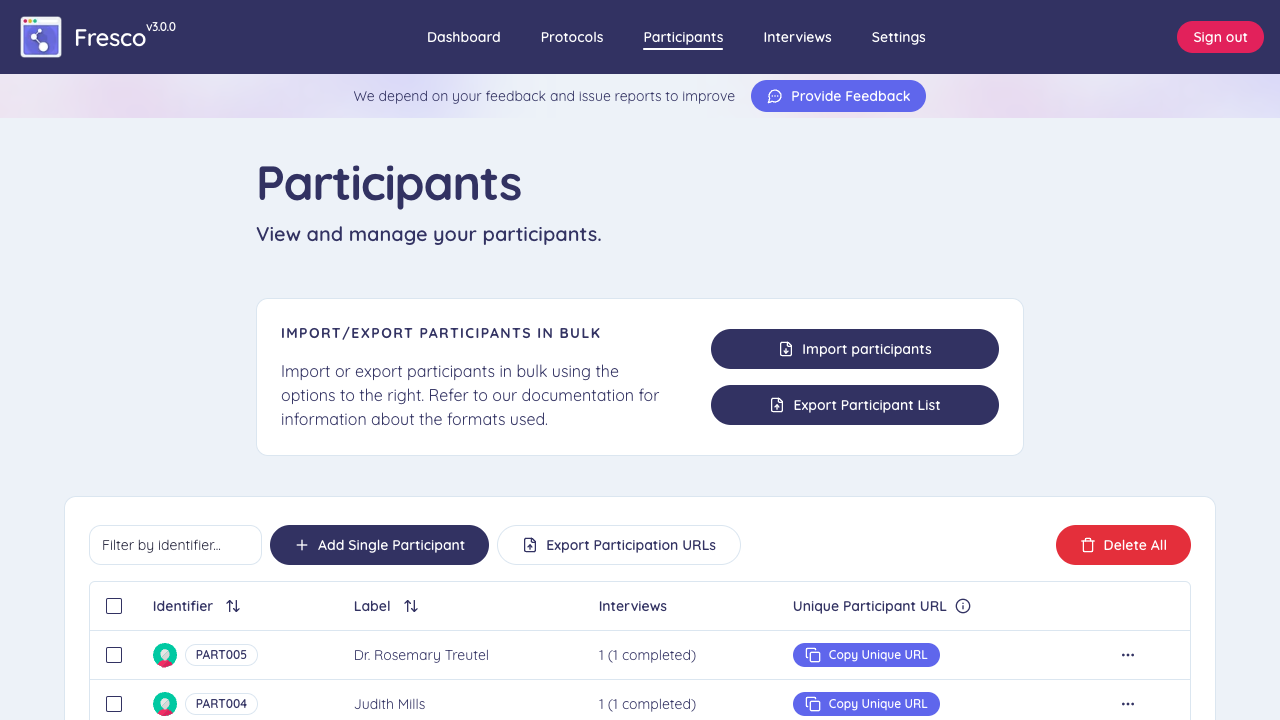 Fresco v3.0.0
Dashboard Protocols Participants Interviews Settings Sign out
We depend on your feedback and issue reports to improve Provide Feedback
Participants
View and manage your participants.
IMPORT/EXPORT PARTICIPANTS IN BULK
Import or export participants in bulk using the
options to the right. Refer to our documentation for
information about the formats used.
Import participants
Export Participant List
Filter by identifier... Add Single Participant Export Participation URLs Delete All
Identifier Label Interviews Unique Participant URL
PART005 Dr. Rosemary Treutel 1 (1 completed) Copy Unique URL
PART004 Judith Mills 1 (1 completed) Copy Unique URL